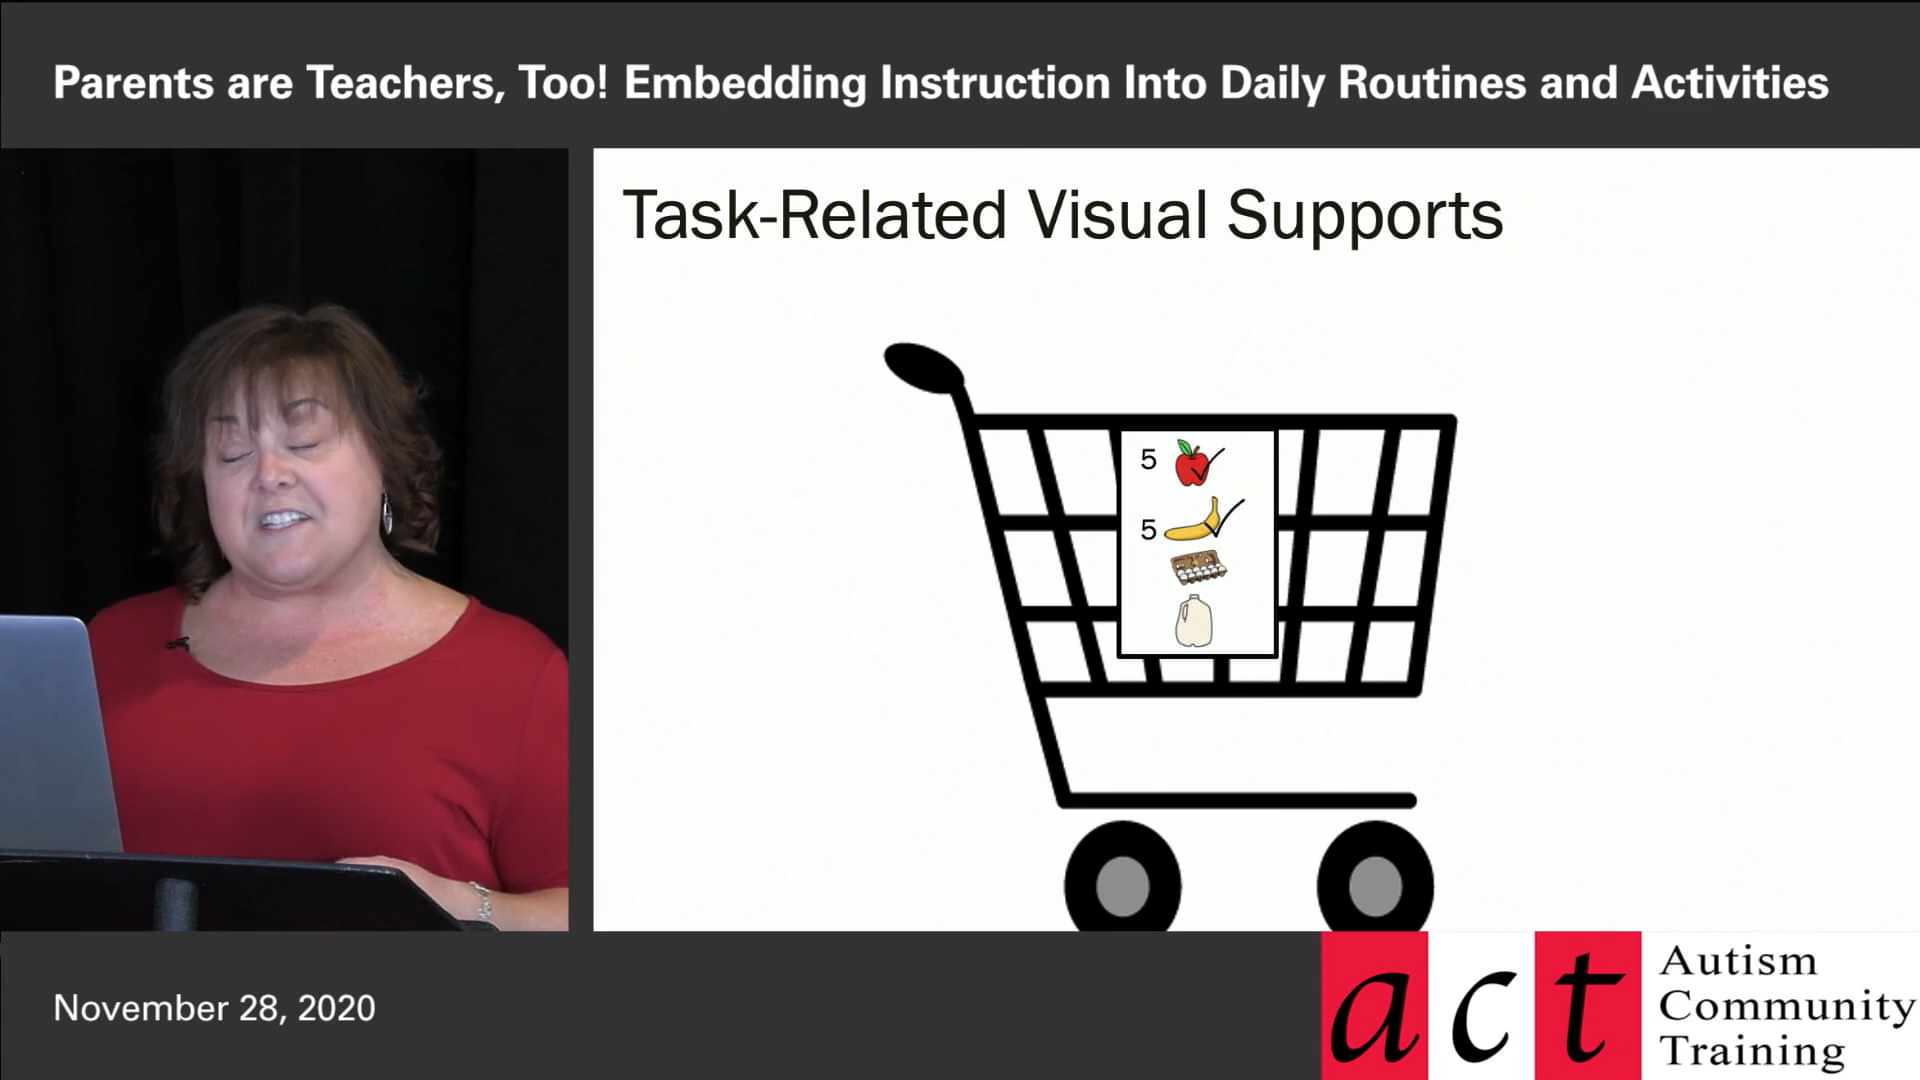 Parents are Teachers, Too! Embedding Instruction Into Daily Routines and Activities
Task-Related Visual Supports
5
5
November 28, 2020
act
Autism
Community
Training